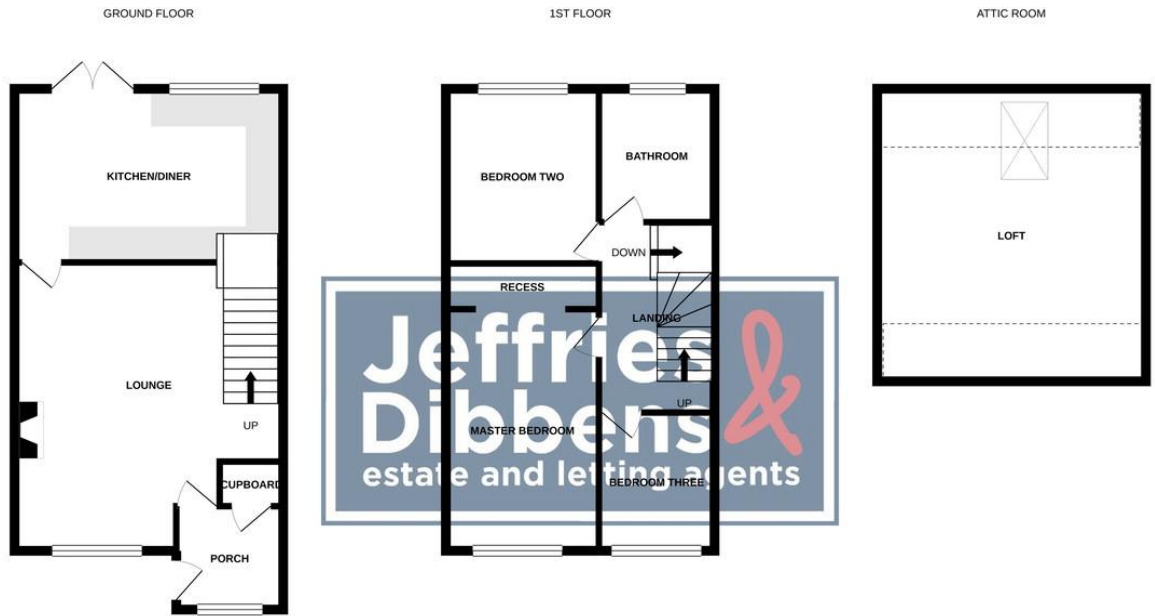 GROUND FLOOR
KITCHEN/DINER
LOUNGE
UP
CUPBOARD
PORCH
1ST FLOOR
BEDROOM TWO
BATHROOM
DOWN
RECESS
LANDING
UP
MASTER BEDROOM
BEDROOM THREE
Jeffries &
Dibbens
estate and letting agents
ATTIC ROOM
LOFT